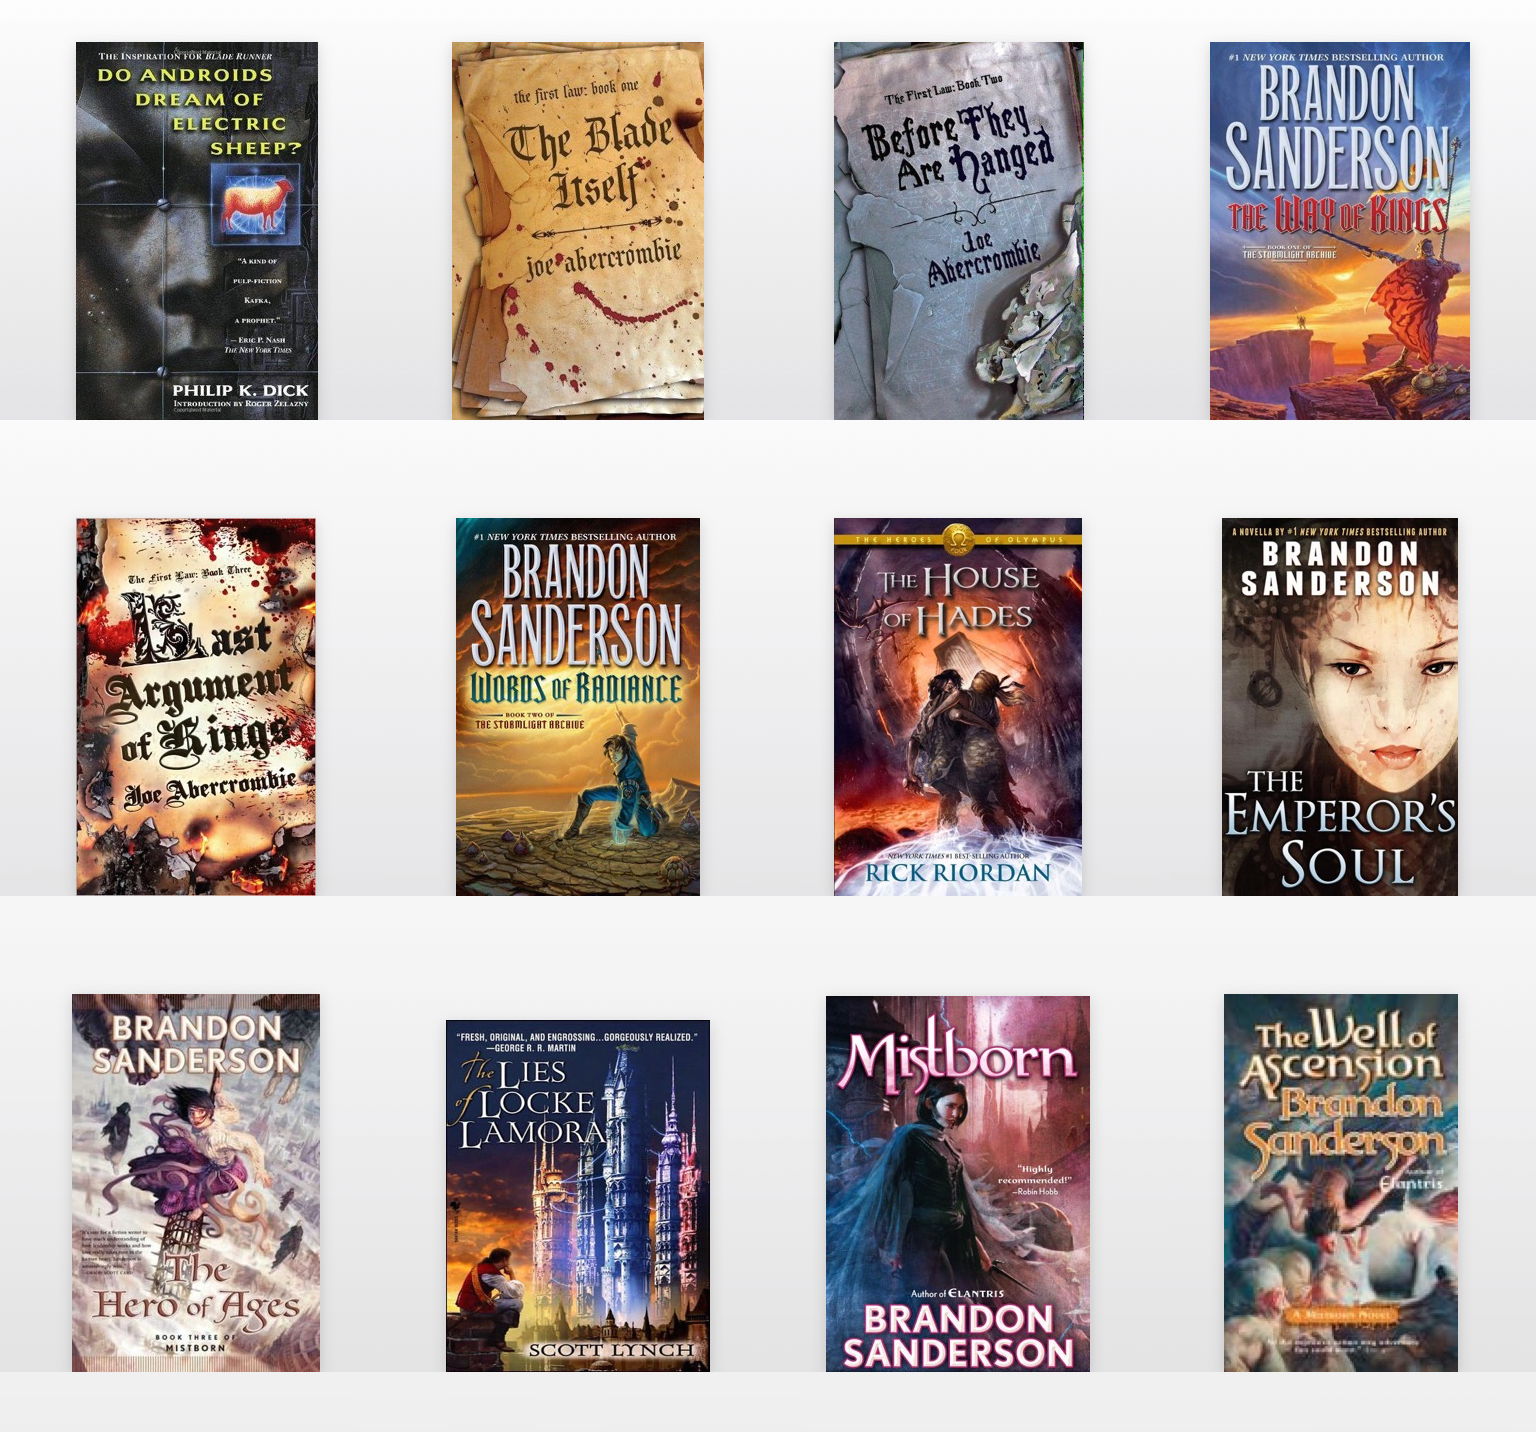 The Inspiration for Blade Runner
DO ANDROIDS
DREAM OF
ELECTRIC
SHEEP?
"A kind of
pulp-fiction
Kafka,
a prophet."
— Eric P. Nash
The New York Times
PHILIP K. DICK
Introduction by Roger Zelazny
Copyrighted Material
the first law: book one
The Blade
Itself
joe abercrombie
The First Law: Book Two
Before They
Are Hanged
Joe
Abercrombie
#1 NEW YORK TIMES BESTSELLING AUTHOR
BRANDON
SANDERSON
THE WAY OF KINGS
BOOK ONE OF
THE STORMLIGHT ARCHIVE
The First Law: Book Three
Last
Argument
of Kings
Joe Abercrombie
#1 NEW YORK TIMES BESTSELLING AUTHOR
BRANDON
SANDERSON
WORDS OF RADIANCE
BOOK TWO OF
THE STORMLIGHT ARCHIVE
THE HEROES OF OLYMPUS
THE HOUSE
OF HADES
NEW YORK TIMES #1 BEST-SELLING AUTHOR
RICK RIORDAN
A NOVELLA BY #1 NEW YORK TIMES BESTSELLING AUTHOR
BRANDON
SANDERSON
THE
EMPEROR'S
SOUL
BRANDON
SANDERSON
The
Hero of Ages
BOOK THREE OF
MISTBORN
"FRESH, ORIGINAL, AND ENGROSSING...GORGEOUSLY REALIZED."
—GEORGE R. R. MARTIN
The LIES
of LOCKE
LAMORA
SCOTT LYNCH
Mistborn
"Highly
recommended!"
—Robin Hobb
Author of ELANTRIS
BRANDON
SANDERSON
The Well of
Ascension
Brandon
Sanderson
Author of
Elantris
A Mistborn Novel